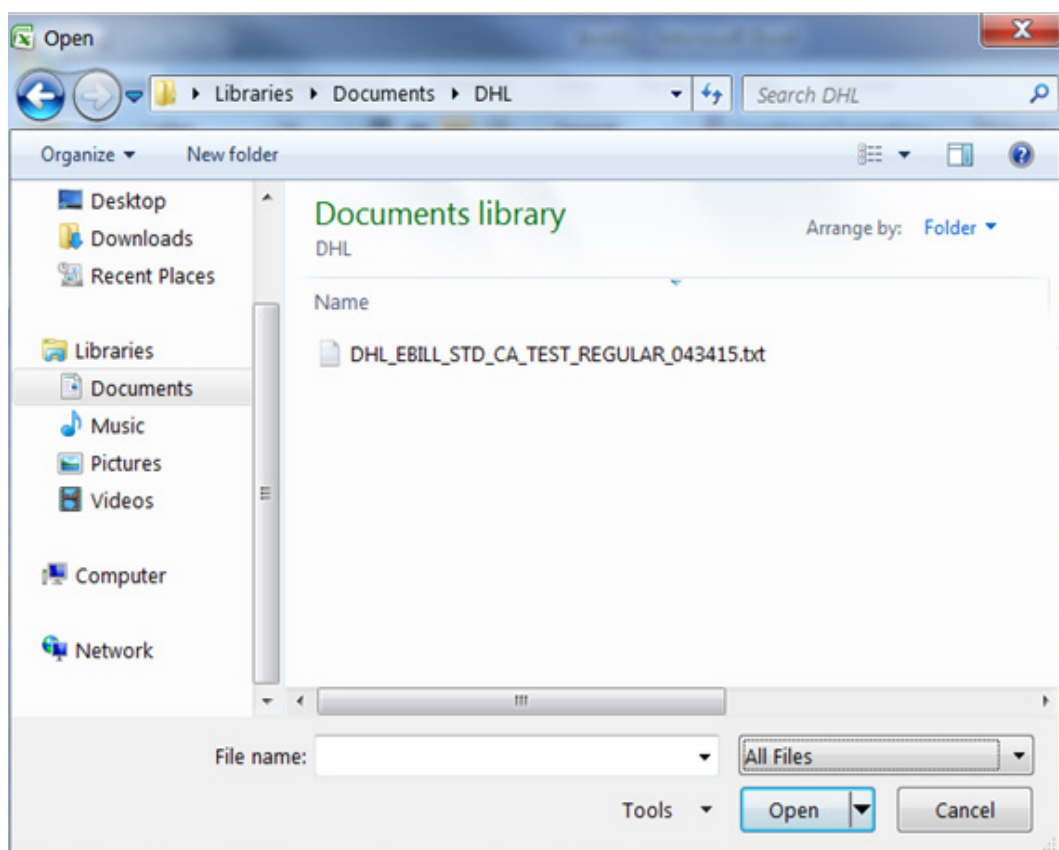 Open
Libraries Documents DHL
Search DHL
Organize New folder
Desktop
Downloads
Recent Places
Libraries
Documents
Music
Pictures
Videos
Computer
Network
Documents library
DHL
Arrange by: Folder
Name
DHL_EBILL_STD_CA_TEST_REGULAR_043415.txt
File name:
All Files
Tools Open Cancel